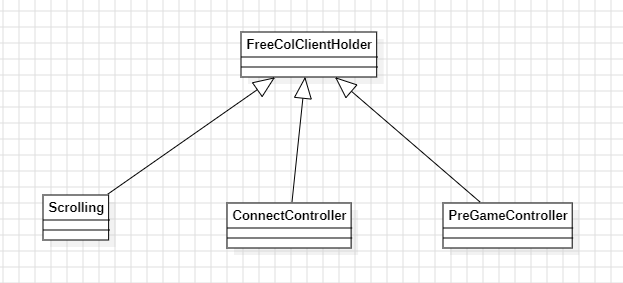 FreeColClientHolder
Scrolling
ConnectController
PreGameController